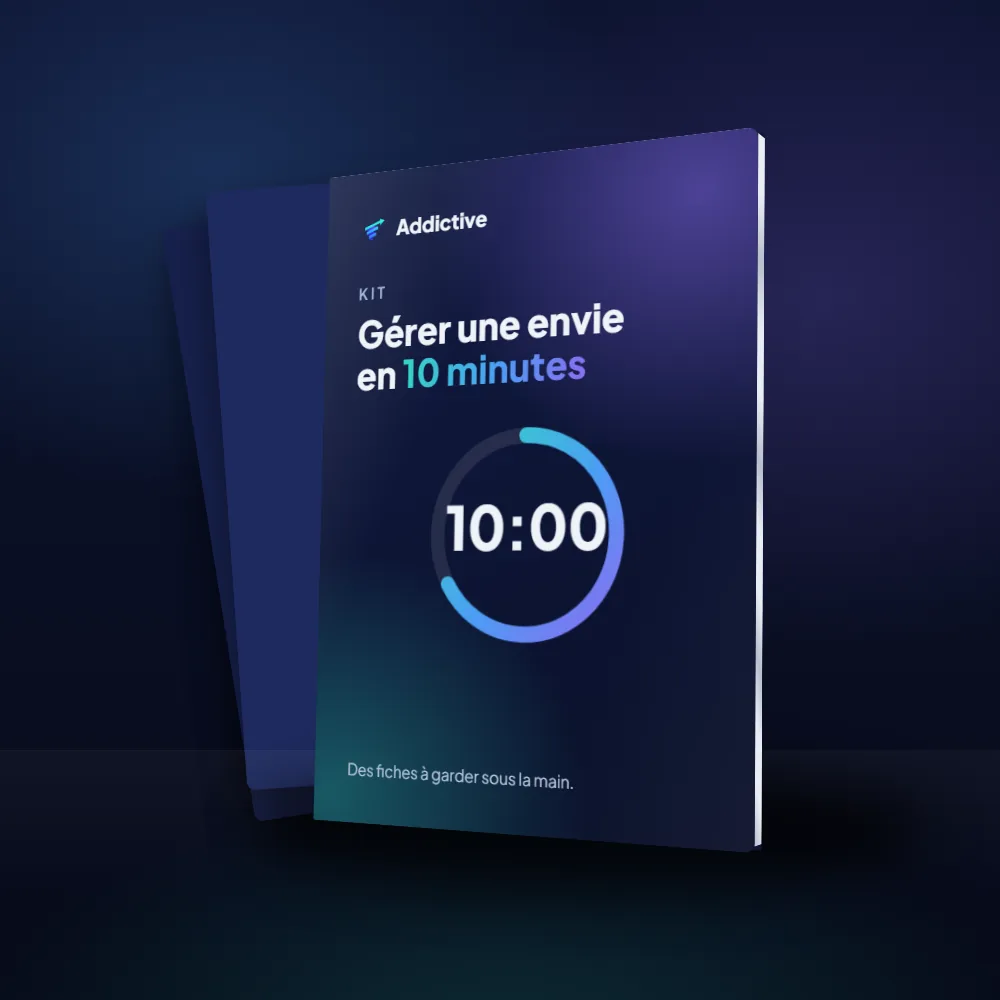 Addictive
KIT
Gérer une envie
en 10 minutes
10:00
Des fiches à garder sous la main.